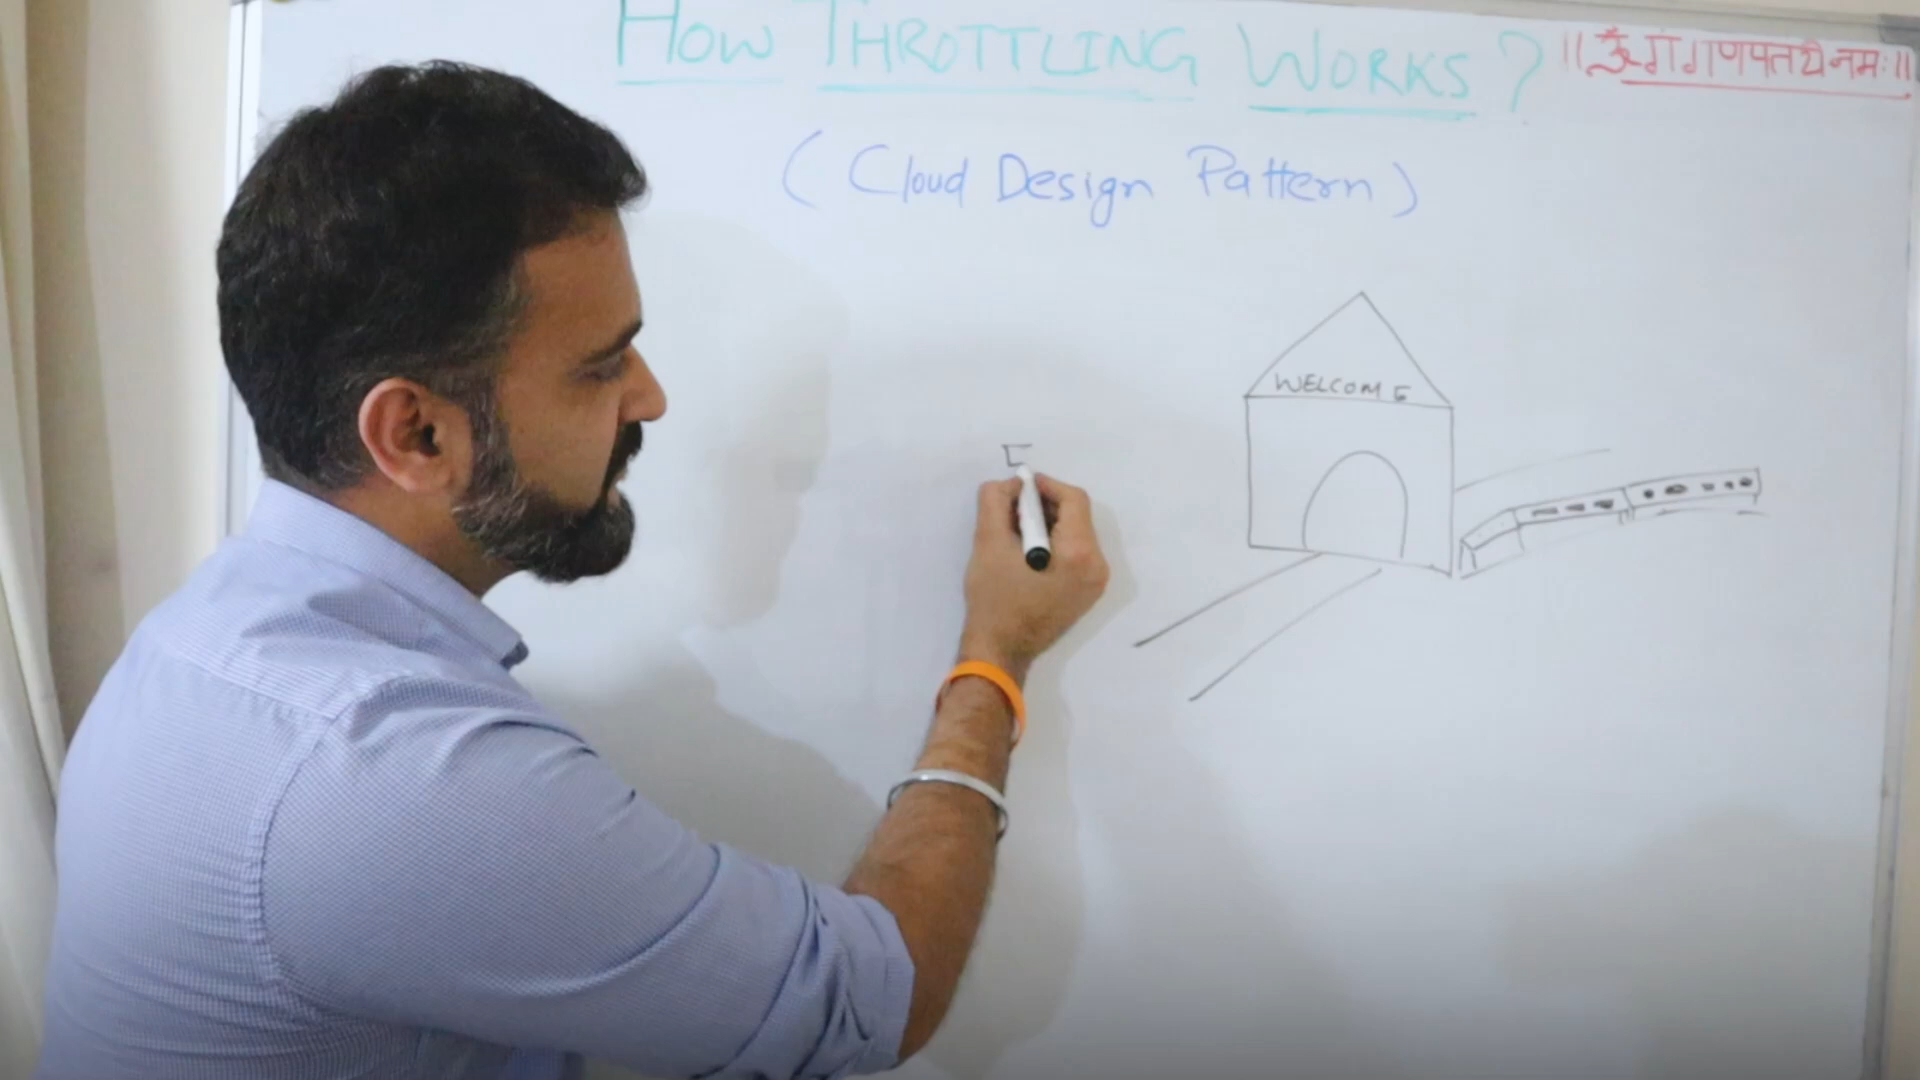 HOW THROTTLING WORKS ?
॥ ॐ गं गणपतये नमः ॥
(Cloud Design Pattern)
WELCOME